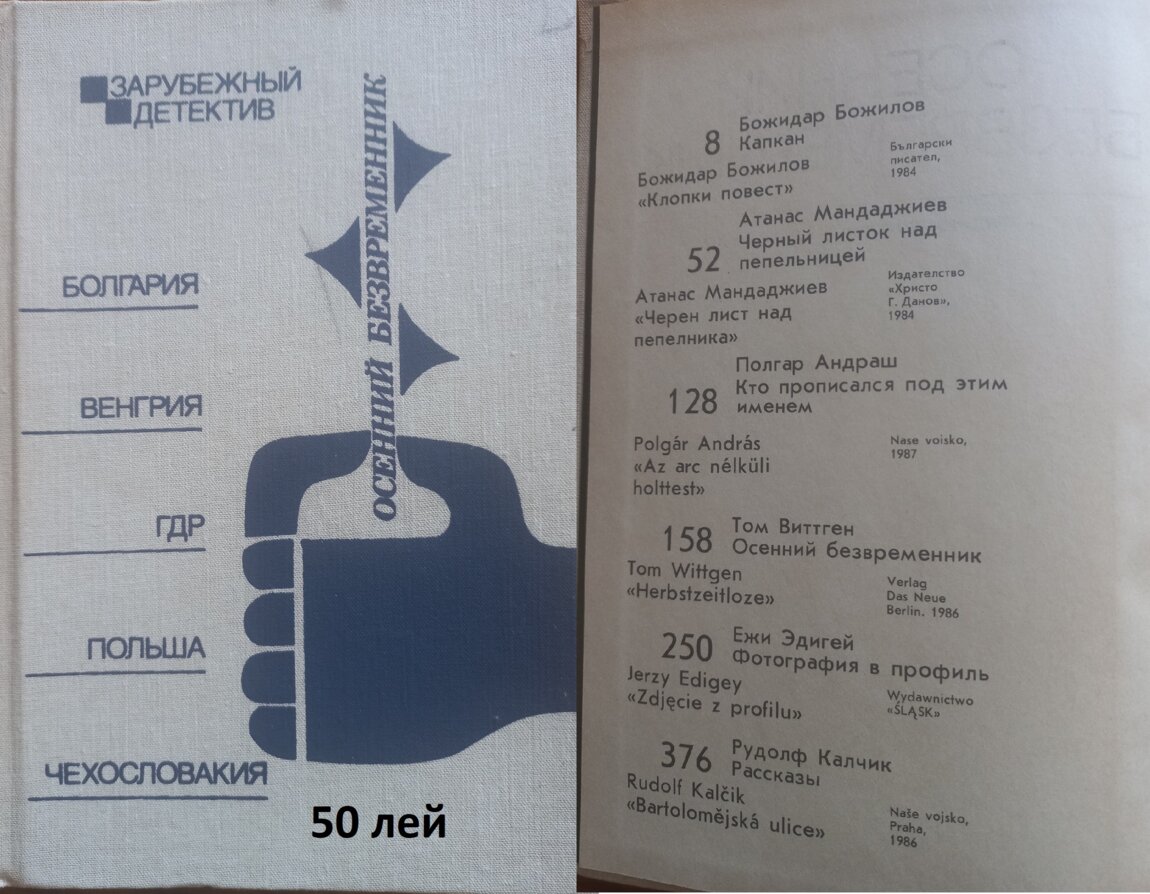 ЗАРУБЕЖНЫЙ
ДЕТЕКТИВ
ОСЕННИЙ БЕЗВРЕМЕННИК
БОЛГАРИЯ
ВЕНГРИЯ
ГДР
ПОЛЬША
ЧЕХОСЛОВАКИЯ
50 лей
8 Божидар Божилов
Капкан
Божидар Божилов
«Клопки повест»
Български
писател,
1984
52 Атанас Мандаджиев
Черный листок над
пепельницей
Атанас Мандаджиев
«Черен лист над
пепелника»
Издателство
«Христо
Г. Данов»,
1984
128 Полгар Андраш
Кто прописался под этим
именем
Polgár András
«Az arc nélküli
holttest»
Nase voisko,
1987
158 Том Виттген
Осенний безвременник
Tom Wittgen
«Herbstzeitloze»
Verlag
Das Neue
Berlin. 1986
250 Ежи Эдигей
Фотография в профиль
Jerzy Edigey
«Zdjęcie z profilu»
Wydawnictwo
«ŚLĄSK»
376 Рудолф Калчик
Рассказы
Rudolf Kalčik
«Bartolomějská ulice»
Naše vojsko,
Praha,
1986